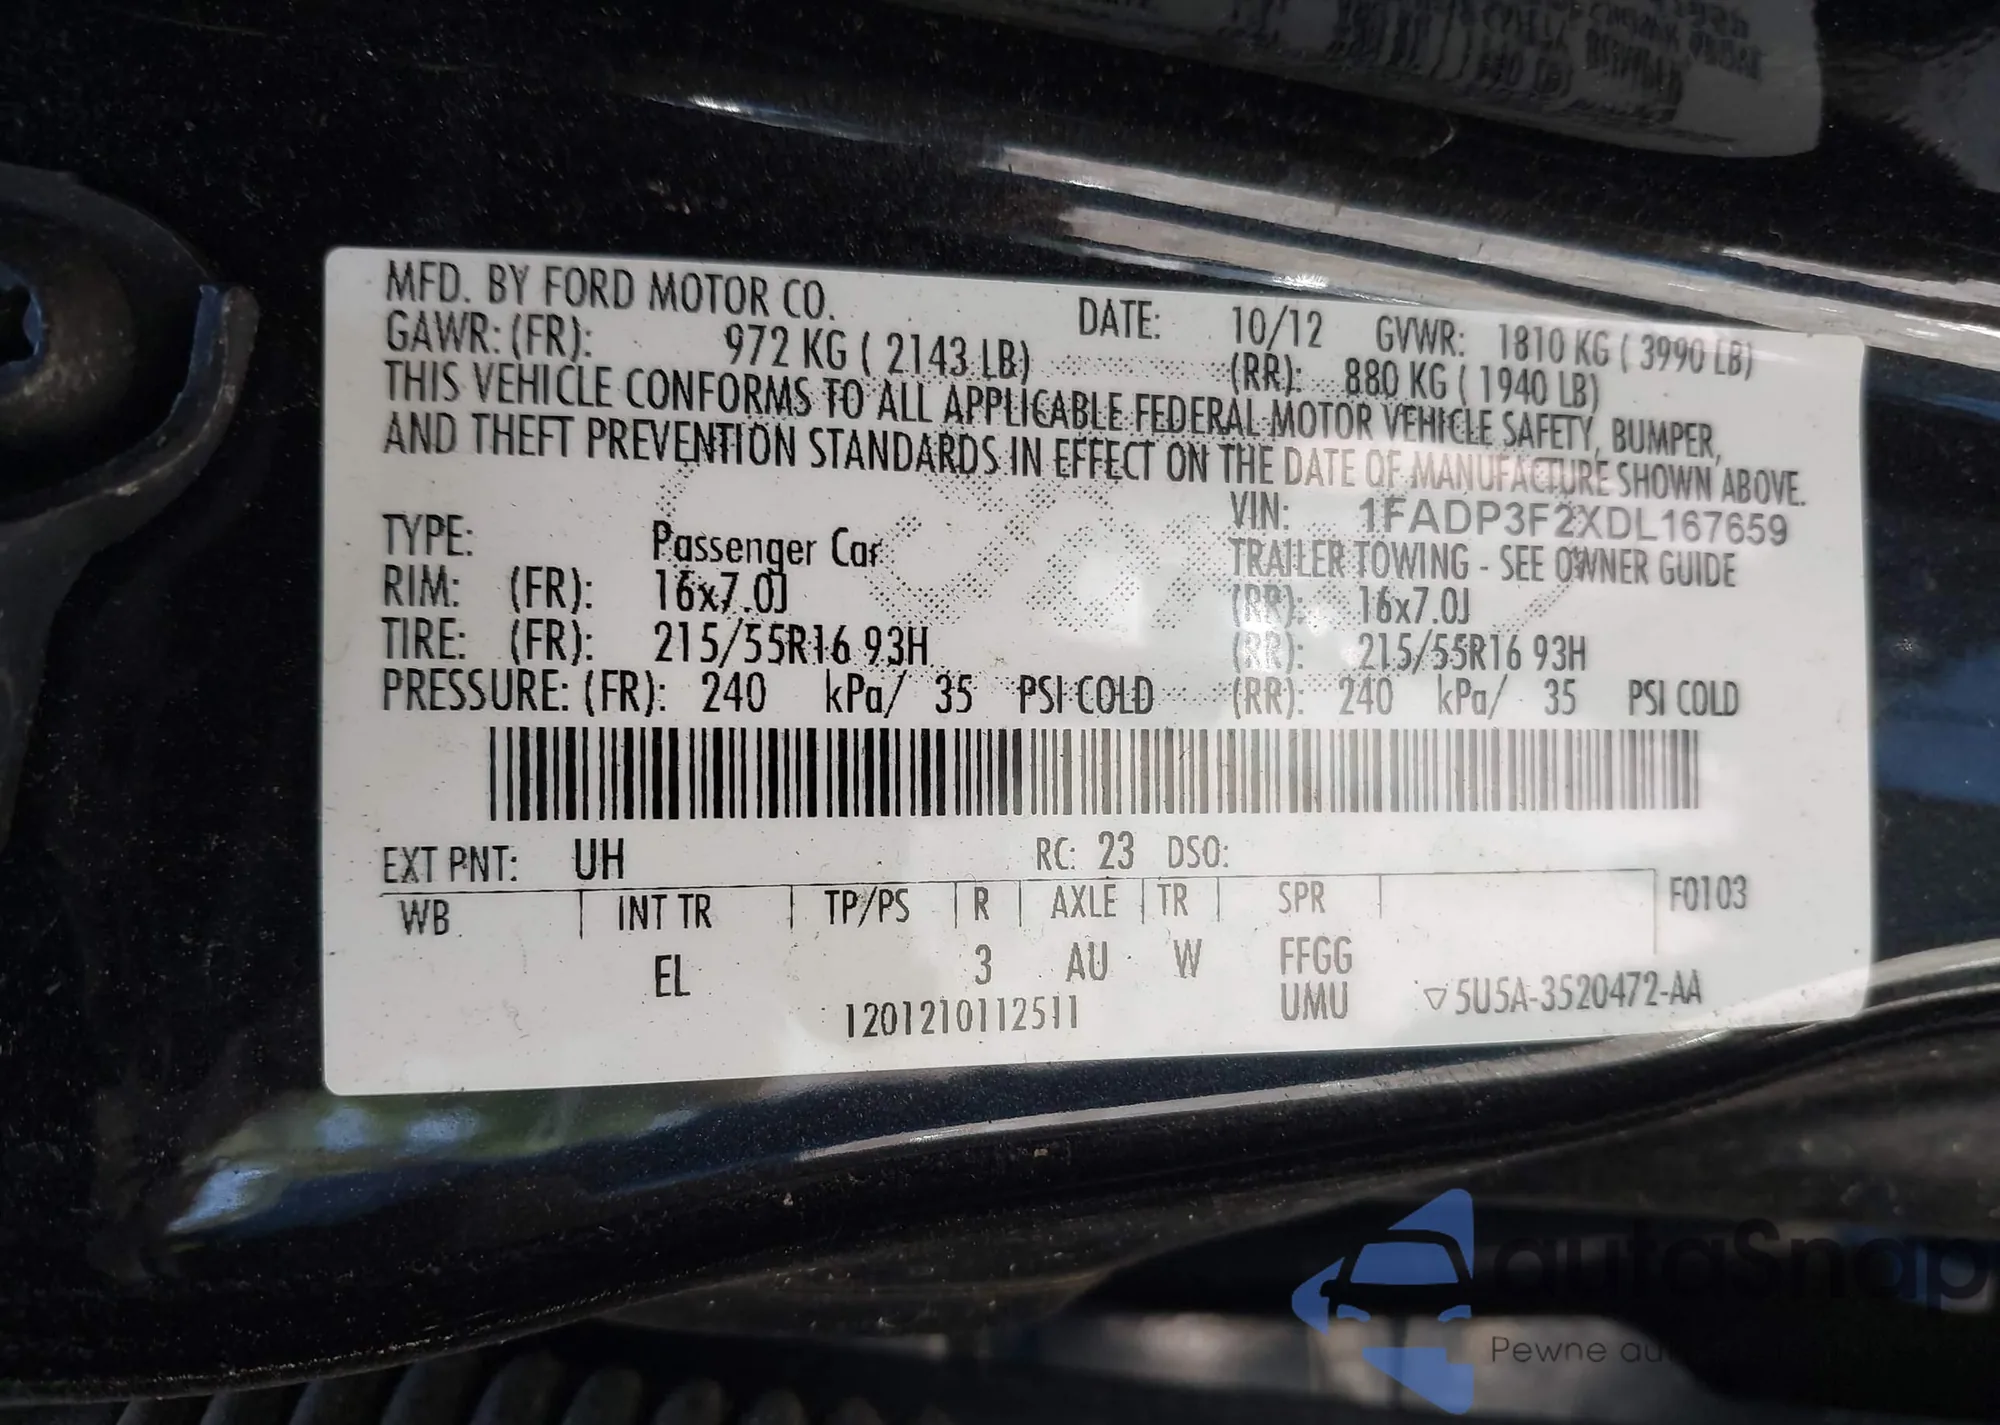 MFD. BY FORD MOTOR CO. DATE: 10/12 GVWR: 1810 KG ( 3990 LB)
GAWR: (FR): 972 KG ( 2143 LB) (RR): 880 KG ( 1940 LB)
THIS VEHICLE CONFORMS TO ALL APPLICABLE FEDERAL MOTOR VEHICLE SAFETY, BUMPER,
AND THEFT PREVENTION STANDARDS IN EFFECT ON THE DATE OF MANUFACTURE SHOWN ABOVE.
VIN: 1FADP3F2XDL167659
TYPE: Passenger Car TRAILER TOWING - SEE OWNER GUIDE
RIM: (FR): 16x7.0J (RR): 16x7.0J
TIRE: (FR): 215/55R16 93H (RR): 215/55R16 93H
PRESSURE: (FR): 240 kPa/ 35 PSI COLD (RR): 240 kPa/ 35 PSI COLD
EXT PNT: UH RC: 23 DSO:
WB INT TR TP/PS R AXLE TR SPR F0103
EL 3 AU W FFGG
UMU
1201210112511 ▽5U5A-3520472-AA
autaSnap
Pewne